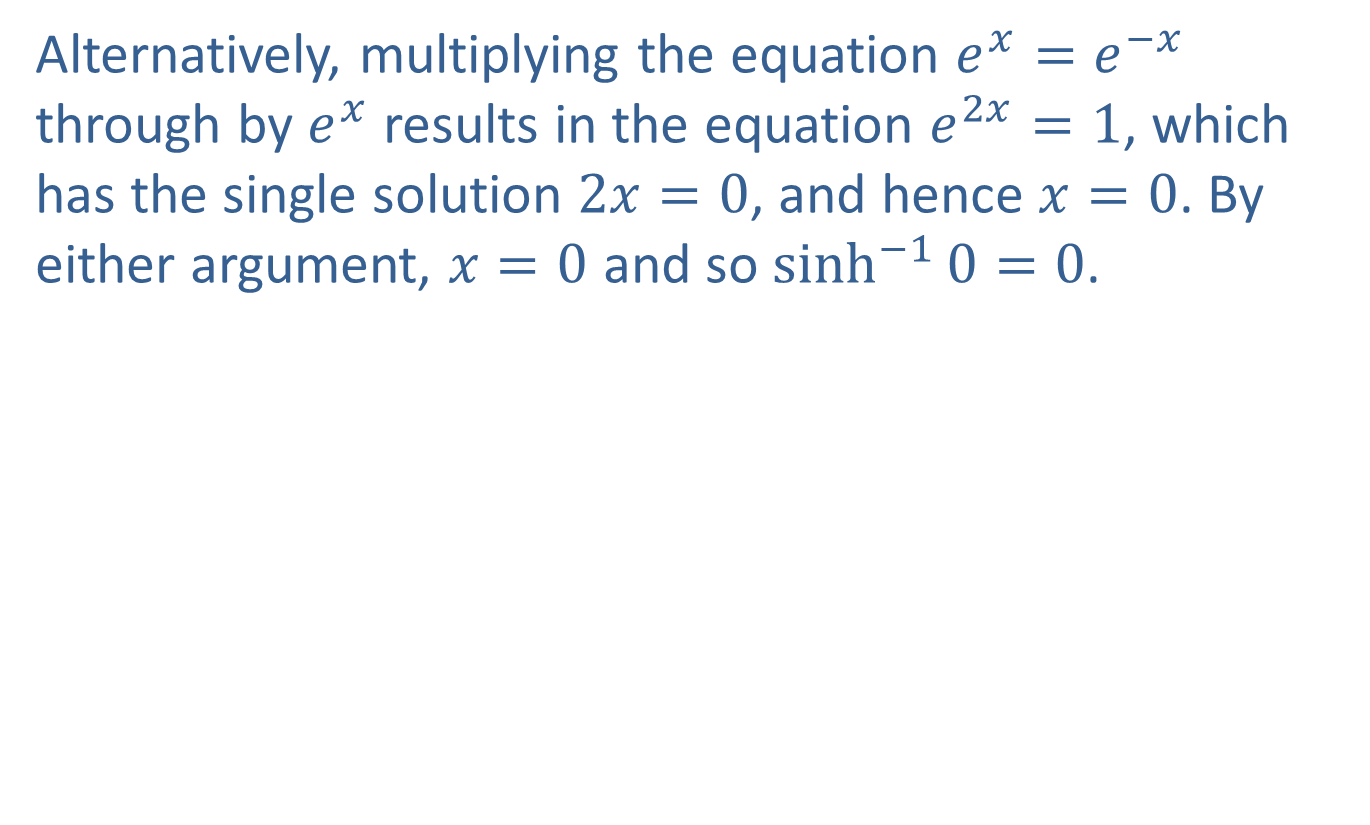 Alternatively, multiplying the equation $e^x = e^{-x}$
through by $e^x$ results in the equation $e^{2x} = 1$, which
has the single solution $2x = 0$, and hence $x = 0$. By
either argument, $x = 0$ and so $\sinh^{-1} 0 = 0$.